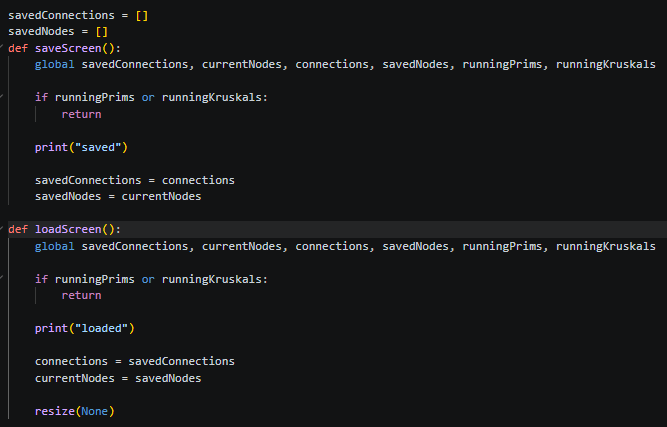 savedConnections = []
savedNodes = []
def saveScreen():
    global savedConnections, currentNodes, connections, savedNodes, runningPrims, runningKruskals
    if runningPrims or runningKruskals:
        return
    print("saved")
    savedConnections = connections
    savedNodes = currentNodes
def loadScreen():
    global savedConnections, currentNodes, connections, savedNodes, runningPrims, runningKruskals
    if runningPrims or runningKruskals:
        return
    print("loaded")
    connections = savedConnections
    currentNodes = savedNodes
    resize(None)